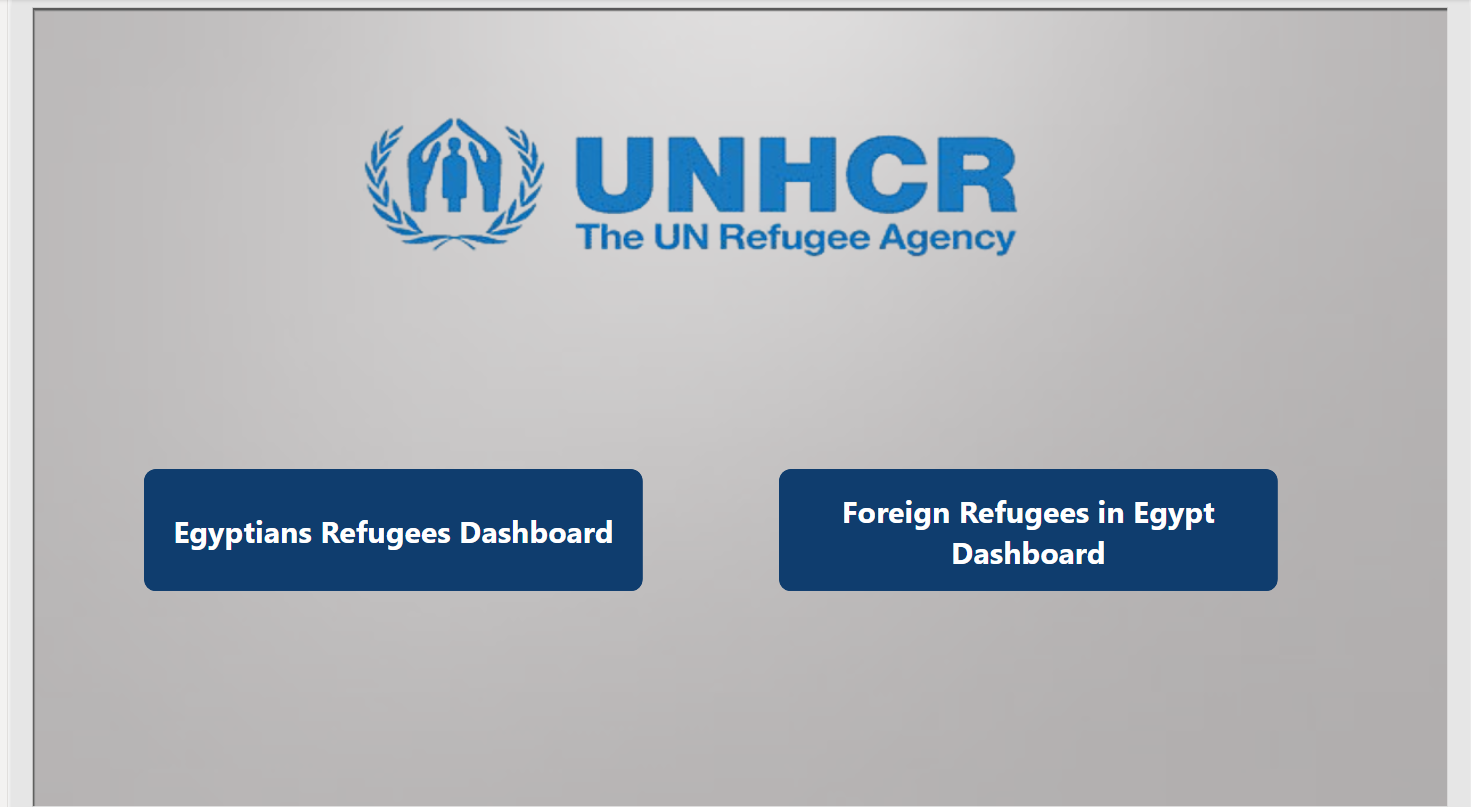 UNHCR
The UN Refugee Agency
Egyptians Refugees Dashboard
Foreign Refugees in Egypt
Dashboard